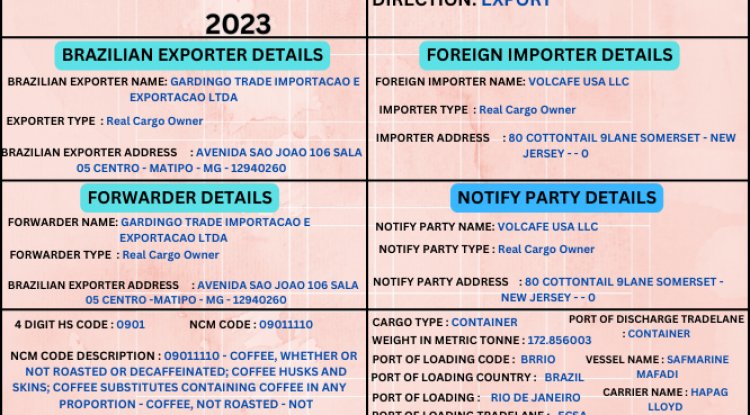 DIRECTION: EXPORT
2023
BRAZILIAN EXPORTER DETAILS
BRAZILIAN EXPORTER NAME: GARDINGO TRADE IMPORTACAO E
EXPORTACAO LTDA
EXPORTER TYPE : Real Cargo Owner
BRAZILIAN EXPORTER ADDRESS : AVENIDA SAO JOAO 106 SALA
05 CENTRO - MATIPO - MG - 12940260
FOREIGN IMPORTER DETAILS
FOREIGN IMPORTER NAME: VOLCAFE USA LLC
IMPORTER TYPE : Real Cargo Owner
IMPORTER ADDRESS : 80 COTTONTAIL 9LANE SOMERSET - NEW
JERSEY - - 0
FORWARDER DETAILS
FORWARDER NAME: GARDINGO TRADE IMPORTACAO E
EXPORTACAO LTDA
FORWARDER TYPE : Real Cargo Owner
BRAZILIAN EXPORTER ADDRESS : AVENIDA SAO JOAO 106 SALA
05 CENTRO -MATIPO - MG - 12940260
NOTIFY PARTY DETAILS
NOTIFY PARTY NAME: VOLCAFE USA LLC
NOTIFY PARTY TYPE : Real Cargo Owner
NOTIFY PARTY ADDRESS : 80 COTTONTAIL 9LANE SOMERSET -
NEW JERSEY - - 0
4 DIGIT HS CODE : 0901 NCM CODE : 09011110
NCM CODE DESCRIPTION : 09011110 - COFFEE, WHETHER OR
NOT ROASTED OR DECAFFEINATED; COFFEE HUSKS AND
SKINS; COFFEE SUBSTITUTES CONTAINING COFFEE IN ANY
PROPORTION - COFFEE, NOT ROASTED - NOT
CARGO TYPE : CONTAINER
WEIGHT IN METRIC TONNE : 172.856003
PORT OF LOADING CODE : BRRIO
PORT OF LOADING COUNTRY : BRAZIL
PORT OF LOADING : RIO DE JANEIRO
PORT OF LOADING TRADELANE : ECSA
PORT OF DISCHARGE TRADELANE
: CONTAINER
VESSEL NAME : SAFMARINE
MAFADI
CARRIER NAME : HAPAG
LLOYD